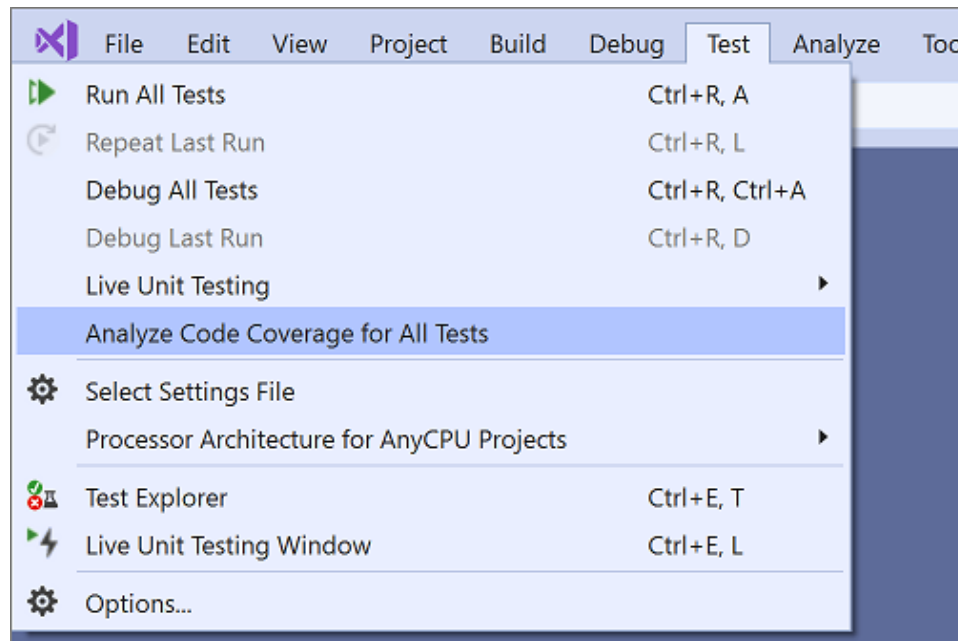 File Edit View Project Build Debug Test Analyze
Run All Tests Ctrl+R, A
Repeat Last Run Ctrl+R, L
Debug All Tests Ctrl+R, Ctrl+A
Debug Last Run Ctrl+R, D
Live Unit Testing
Analyze Code Coverage for All Tests
Select Settings File
Processor Architecture for AnyCPU Projects
Test Explorer Ctrl+E, T
Live Unit Testing Window Ctrl+E, L
Options...